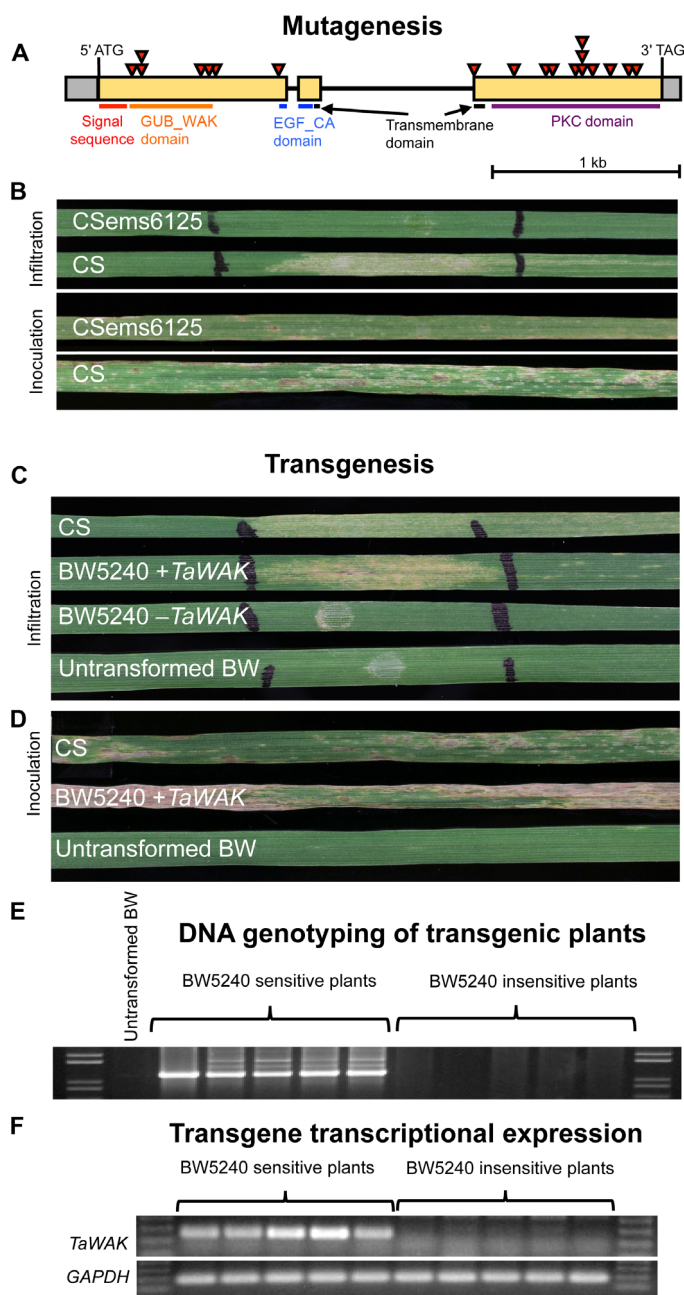 Mutagenesis
A
5' ATG
3' TAG
Signal
sequence
GUB_WAK
domain
EGF_CA
domain
Transmembrane
domain
PKC domain
1 kb
B
Infiltration
CSems6125
CS
Inoculation
CSems6125
CS
Transgenesis
C
Infiltration
CS
BW5240 +TaWAK
BW5240 –TaWAK
Untransformed BW
D
Inoculation
CS
BW5240 +TaWAK
Untransformed BW
E
Untransformed BW
DNA genotyping of transgenic plants
BW5240 sensitive plants
BW5240 insensitive plants
F
Transgene transcriptional expression
BW5240 sensitive plants
BW5240 insensitive plants
TaWAK
GAPDH